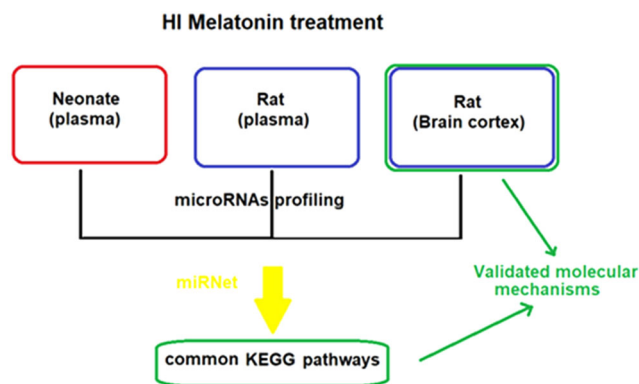 HI Melatonin treatment
Neonate
(plasma)
Rat
(plasma)
Rat
(Brain cortex)
microRNAs profiling
miRNet
Validated molecular
mechanisms
common KEGG pathways